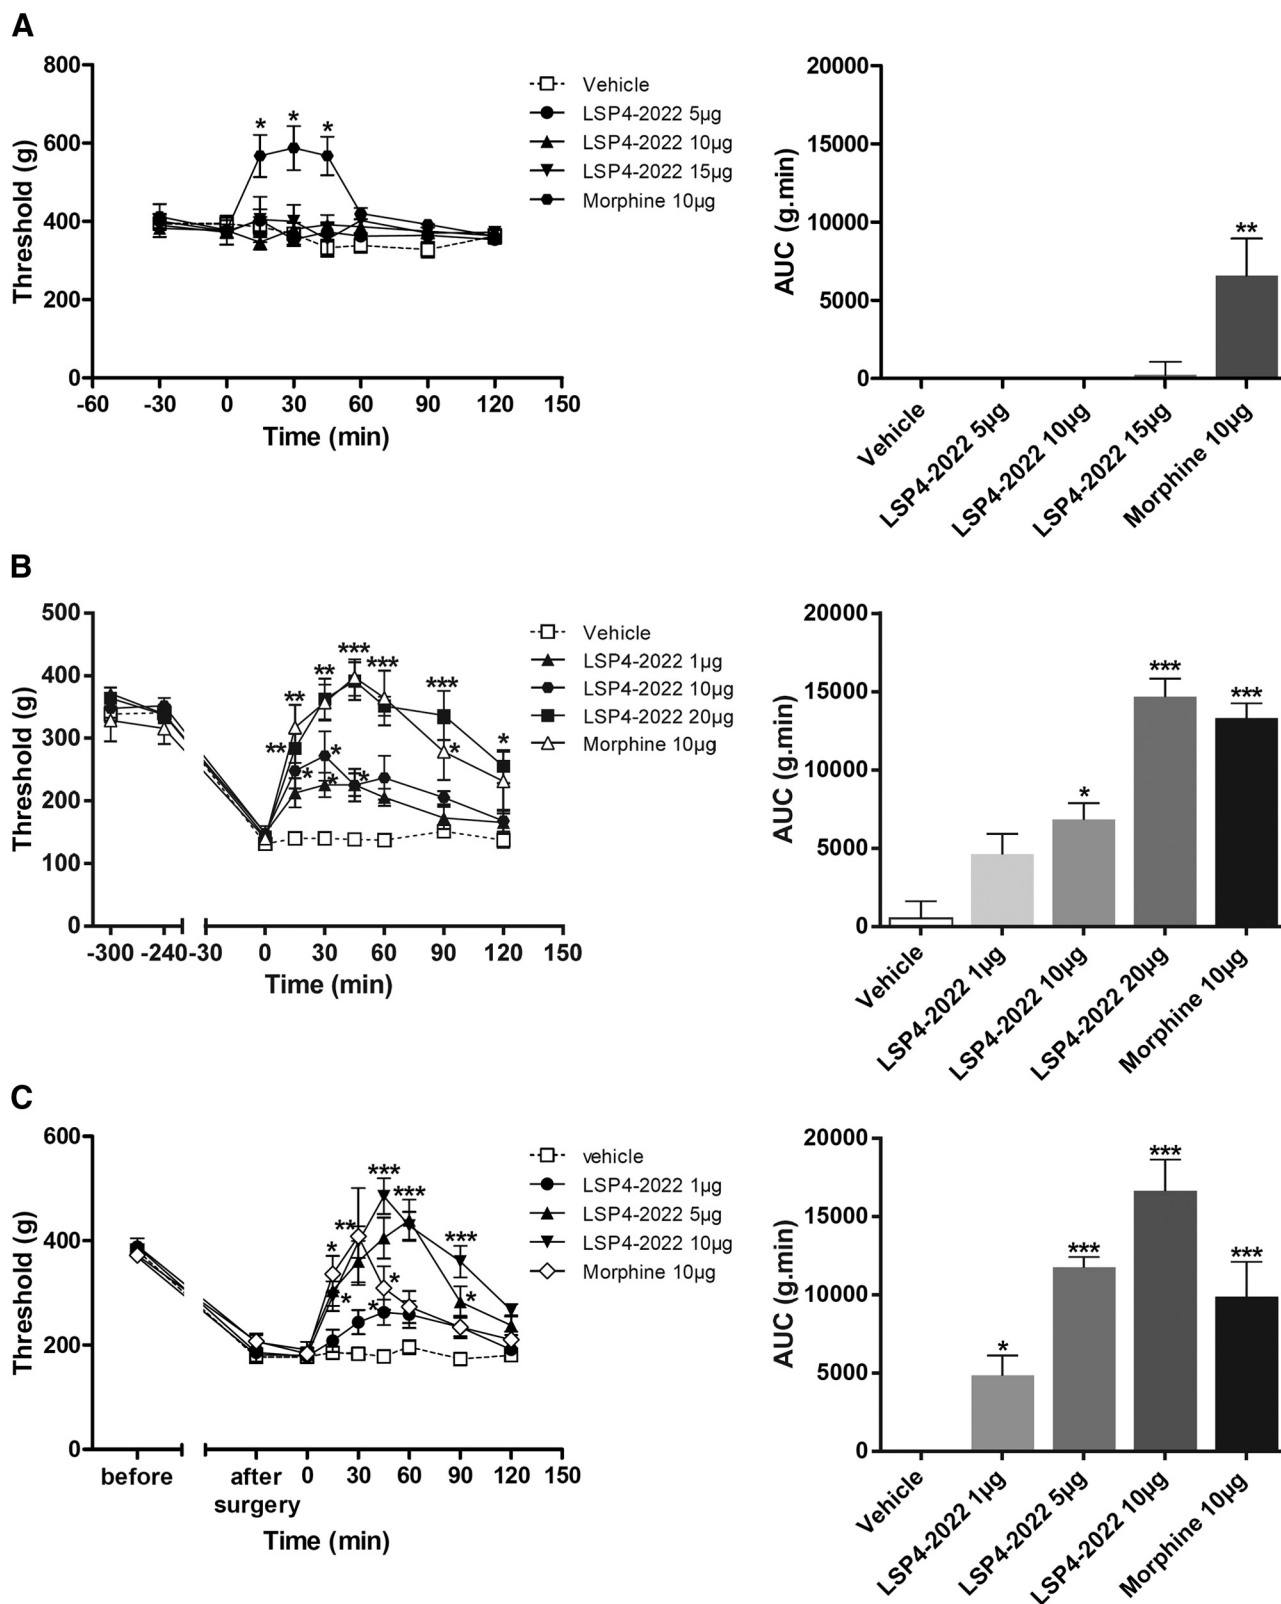 A
Threshold (g)
800
600
400
200
0
* * *
-60 -30 0 30 60 90 120 150
Time (min)
Vehicle
LSP4-2022 5µg
LSP4-2022 10µg
LSP4-2022 15µg
Morphine 10µg
AUC (g.min)
20000
15000
10000
5000
0
**
Vehicle
LSP4-2022 5µg
LSP4-2022 10µg
LSP4-2022 15µg
Morphine 10µg
B
Threshold (g)
500
400
300
200
100
0
*** ***
** ** ***
** * * *
* * *
-300 -240 -30 0 30 60 90 120 150
Time (min)
Vehicle
LSP4-2022 1µg
LSP4-2022 10µg
LSP4-2022 20µg
Morphine 10µg
AUC (g.min)
20000
15000
10000
5000
0
* *** ***
Vehicle
LSP4-2022 1µg
LSP4-2022 10µg
LSP4-2022 20µg
Morphine 10µg
C
Threshold (g)
600
400
200
0
*** ***
* ** ***
* * * *
before after 0 30 60 90 120 150
surgery
Time (min)
vehicle
LSP4-2022 1µg
LSP4-2022 5µg
LSP4-2022 10µg
Morphine 10µg
AUC (g.min)
20000
15000
10000
5000
0
* *** *** ***
Vehicle
LSP4-2022 1µg
LSP4-2022 5µg
LSP4-2022 10µg
Morphine 10µg